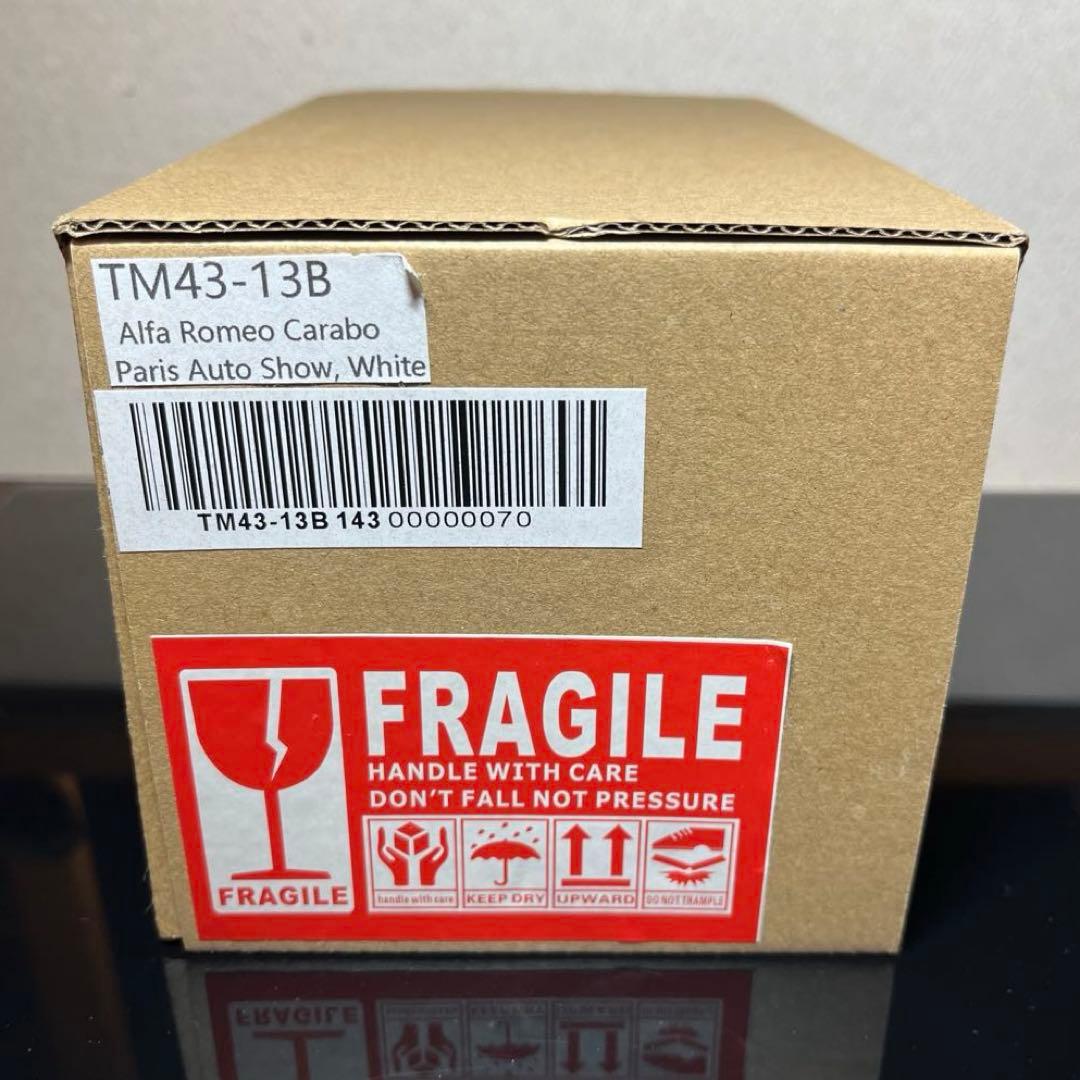 TM43-13B
Alfa Romeo Carabo
Paris Auto Show, White
TM43-13B 143 00000070
FRAGILE
HANDLE WITH CARE
DON'T FALL NOT PRESSURE
FRAGILE
handle with care
KEEP DRY
UPWARD
DO NOT TRAMPLE
FRAGILE